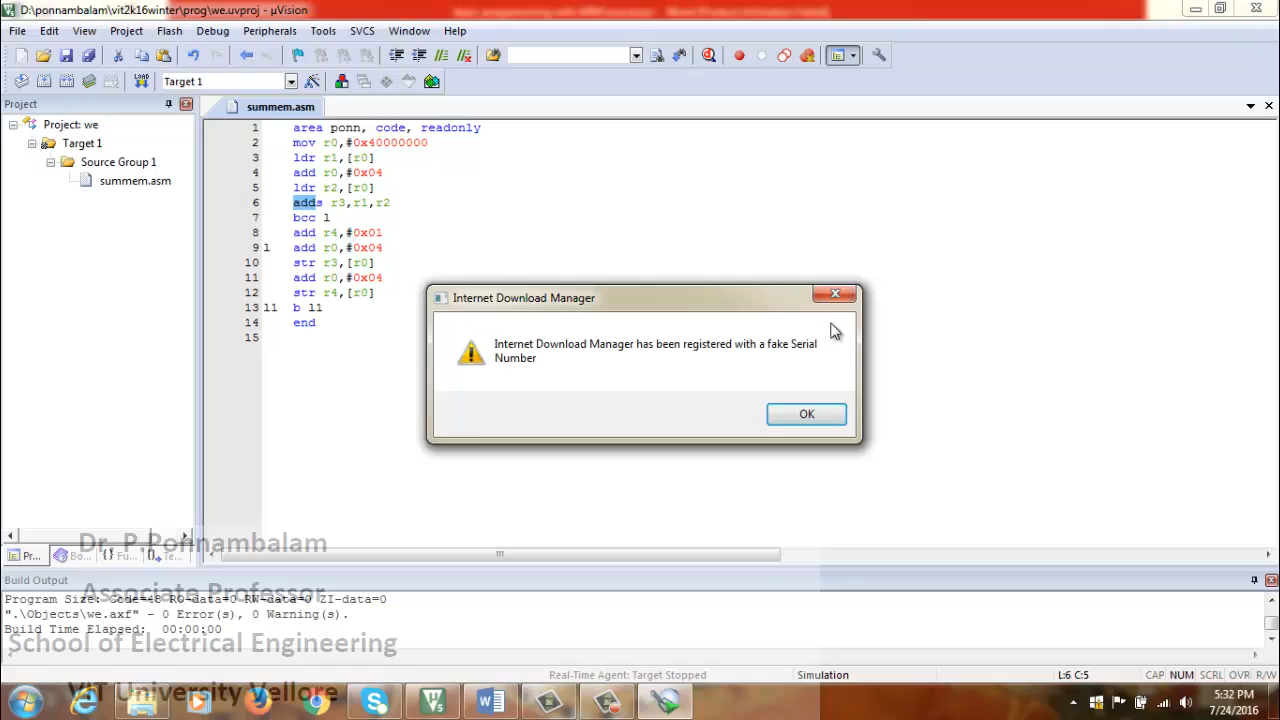 D:\ponnambalam\vit2k16winter\prog\we.uvproj - µVision
File Edit View Project Flash Debug Peripherals Tools SVCS Window Help
LOAD Target 1
Project
summem.asm
Project: we
Target 1
Source Group 1
summem.asm
1 area ponn, code, readonly
2 mov r0,#0x40000000
3 ldr r1,[r0]
4 add r0,#0x04
5 ldr r2,[r0]
6 adds r3,r1,r2
7 bcc l
8 add r4,#0x01
9 l add r0,#0x04
10 str r3,[r0]
11 add r0,#0x04
12 str r4,[r0]
13 l1 b l1
14 end
15
Internet Download Manager
Internet Download Manager has been registered with a fake Serial
Number
OK
Pr... Bo... {} Fu... Te...
Dr. P. Ponnambalam
Associate Professor
School of Electrical Engineering
VIT University Vellore
Build Output
Program Size: Code=48 RO-data=0 RW-data=0 ZI-data=0
".\Objects\we.axf" - 0 Error(s), 0 Warning(s).
Build Time Elapsed: 00:00:00
Real-Time Agent: Target Stopped Simulation L:6 C:5 CAP NUM SCRL OVR R/W
5:32 PM
7/24/2016